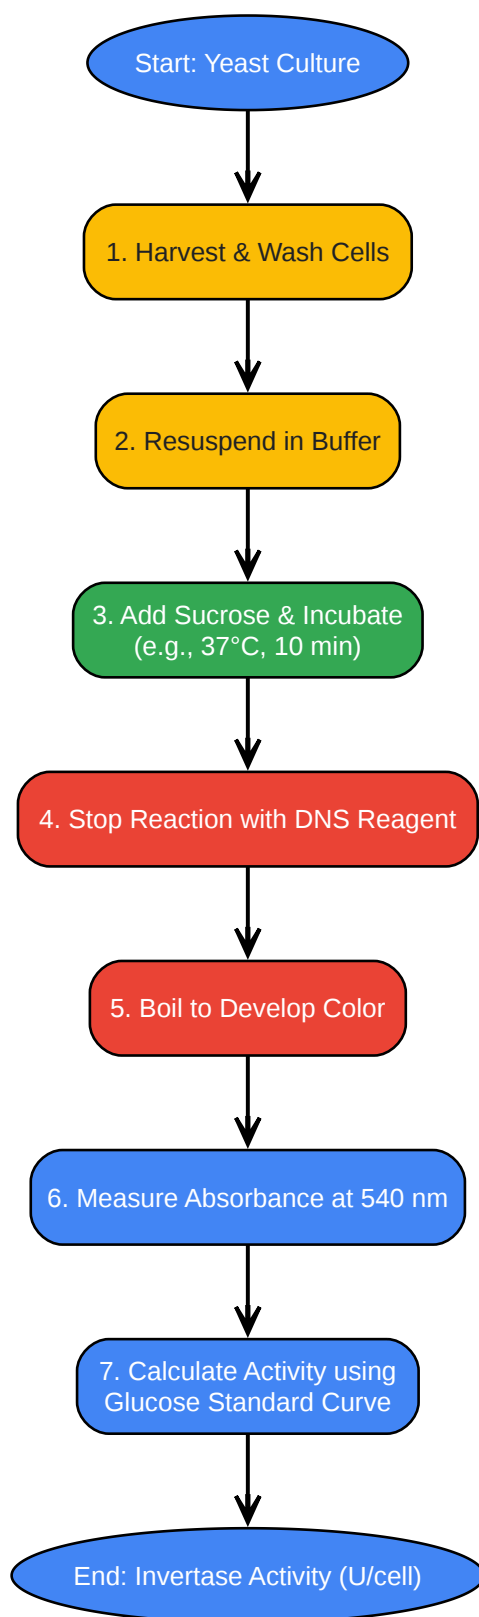 Start: Yeast Culture
1. Harvest & Wash Cells
2. Resuspend in Buffer
3. Add Sucrose & Incubate
(e.g., 37°C, 10 min)
4. Stop Reaction with DNS Reagent
5. Boil to Develop Color
6. Measure Absorbance at 540 nm
7. Calculate Activity using
Glucose Standard Curve
End: Invertase Activity (U/cell)